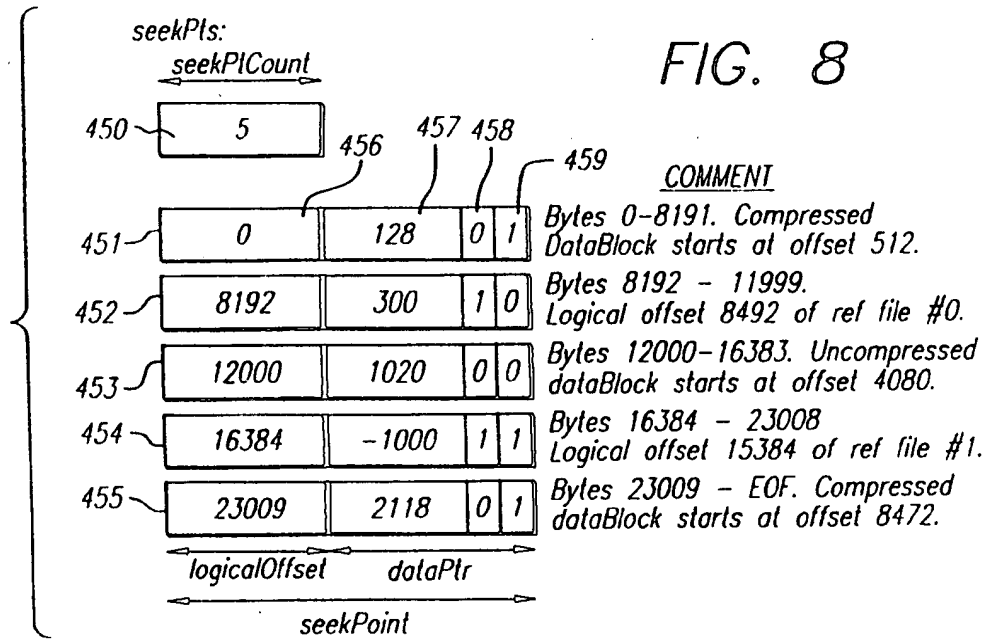 seekPts:
seekPtCount
FIG. 8
450
5
456
457
458
459
COMMENT
451
0
128
0
1
Bytes 0-8191. Compressed
DataBlock starts at offset 512.
452
8192
300
1
0
Bytes 8192 - 11999.
Logical offset 8492 of ref file #0.
453
12000
1020
0
0
Bytes 12000-16383. Uncompressed
dataBlock starts at offset 4080.
454
16384
-1000
1
1
Bytes 16384 - 23008
Logical offset 15384 of ref file #1.
455
23009
2118
0
1
Bytes 23009 - EOF. Compressed
dataBlock starts at offset 8472.
logicalOffset
dataPtr
seekPoint